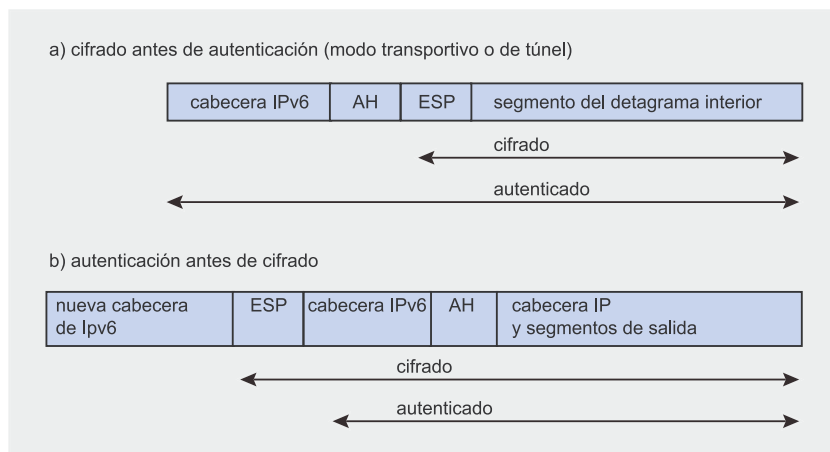 a) cifrado antes de autenticación (modo transportivo o de túnel)
cabecera IPv6 AH ESP segmento del detagrama interior
cifrado
autenticado
b) autenticación antes de cifrado
nueva cabecera
de Ipv6
ESP cabecera IPv6 AH
cabecera IP
y segmentos de salida
cifrado
autenticado